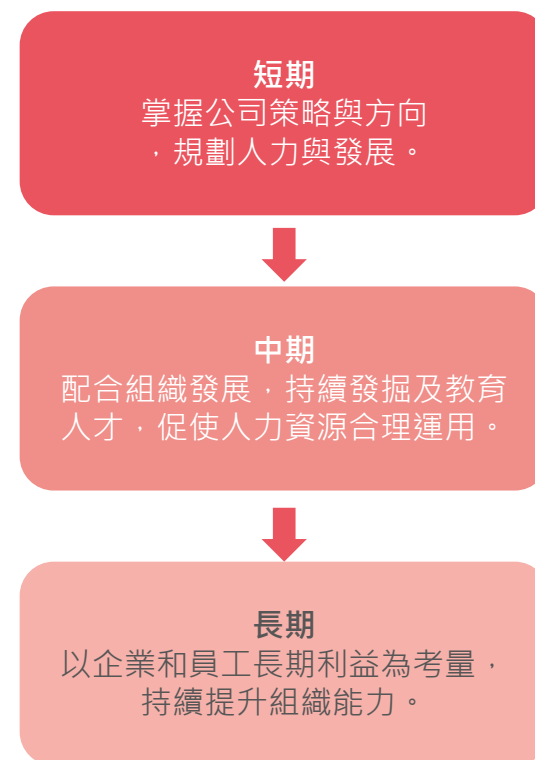 短期
掌握公司策略與方向
，規劃人力與發展。
中期
配合組織發展，持續發掘及教育
人才，促使人力資源合理運用。
長期
以企業和員工長期利益為考量，
持續提升組織能力。